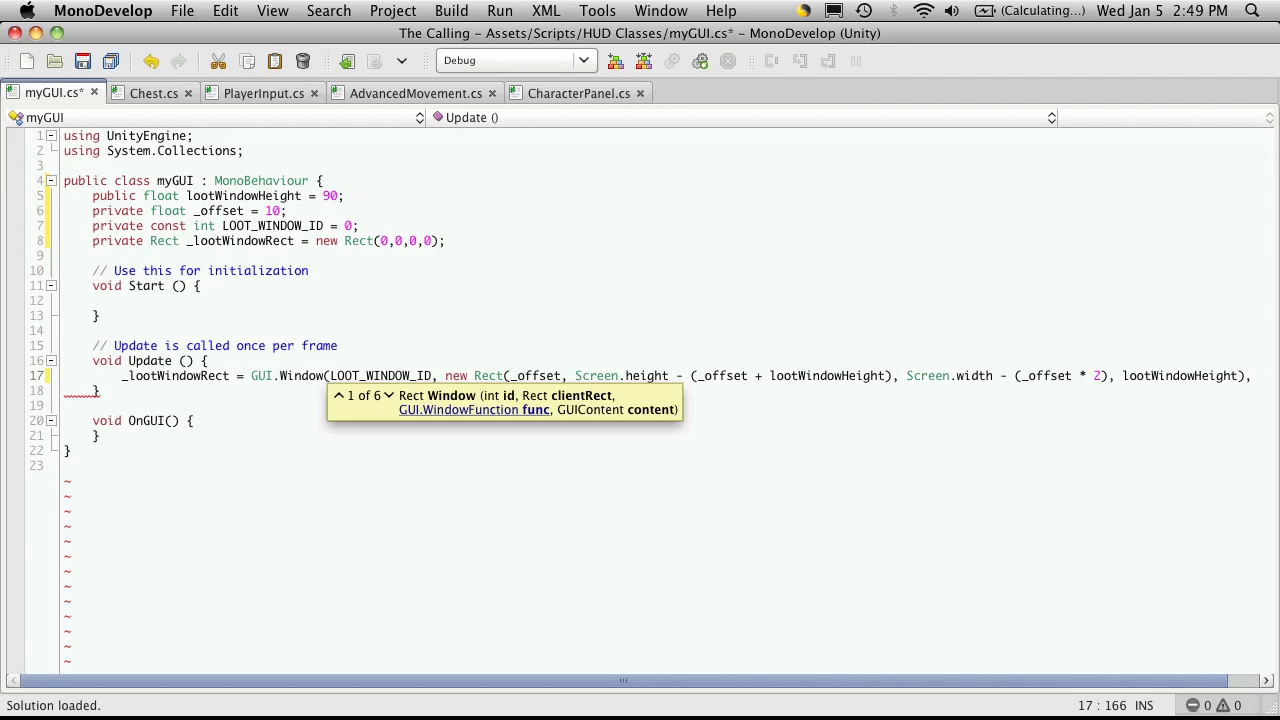 MonoDevelop File Edit View Search Project Build Run XML Tools Window Help (Calculating...) Wed Jan 5 2:49 PM
The Calling - Assets/Scripts/HUD Classes/myGUI.cs* - MonoDevelop (Unity)
Debug
myGUI.cs* Chest.cs PlayerInput.cs AdvancedMovement.cs CharacterPanel.cs
myGUI Update ()
1 using UnityEngine;
2 using System.Collections;
3
4 public class myGUI : MonoBehaviour {
5 public float lootWindowHeight = 90;
6 private float _offset = 10;
7 private const int LOOT_WINDOW_ID = 0;
8 private Rect _lootWindowRect = new Rect(0,0,0,0);
9
10 // Use this for initialization
11 void Start () {
12
13 }
14
15 // Update is called once per frame
16 void Update () {
17 _lootWindowRect = GUI.Window(LOOT_WINDOW_ID, new Rect(_offset, Screen.height - (_offset + lootWindowHeight), Screen.width - (_offset * 2), lootWindowHeight),
18 }
1 of 6 Rect Window (int id, Rect clientRect,
GUI.WindowFunction func, GUIContent content)
19
20 void OnGUI() {
21 }
22 }
23
~
~
~
~
~
~
~
~
~
~
~
~
~
Solution loaded. 17 : 166 INS 0 0